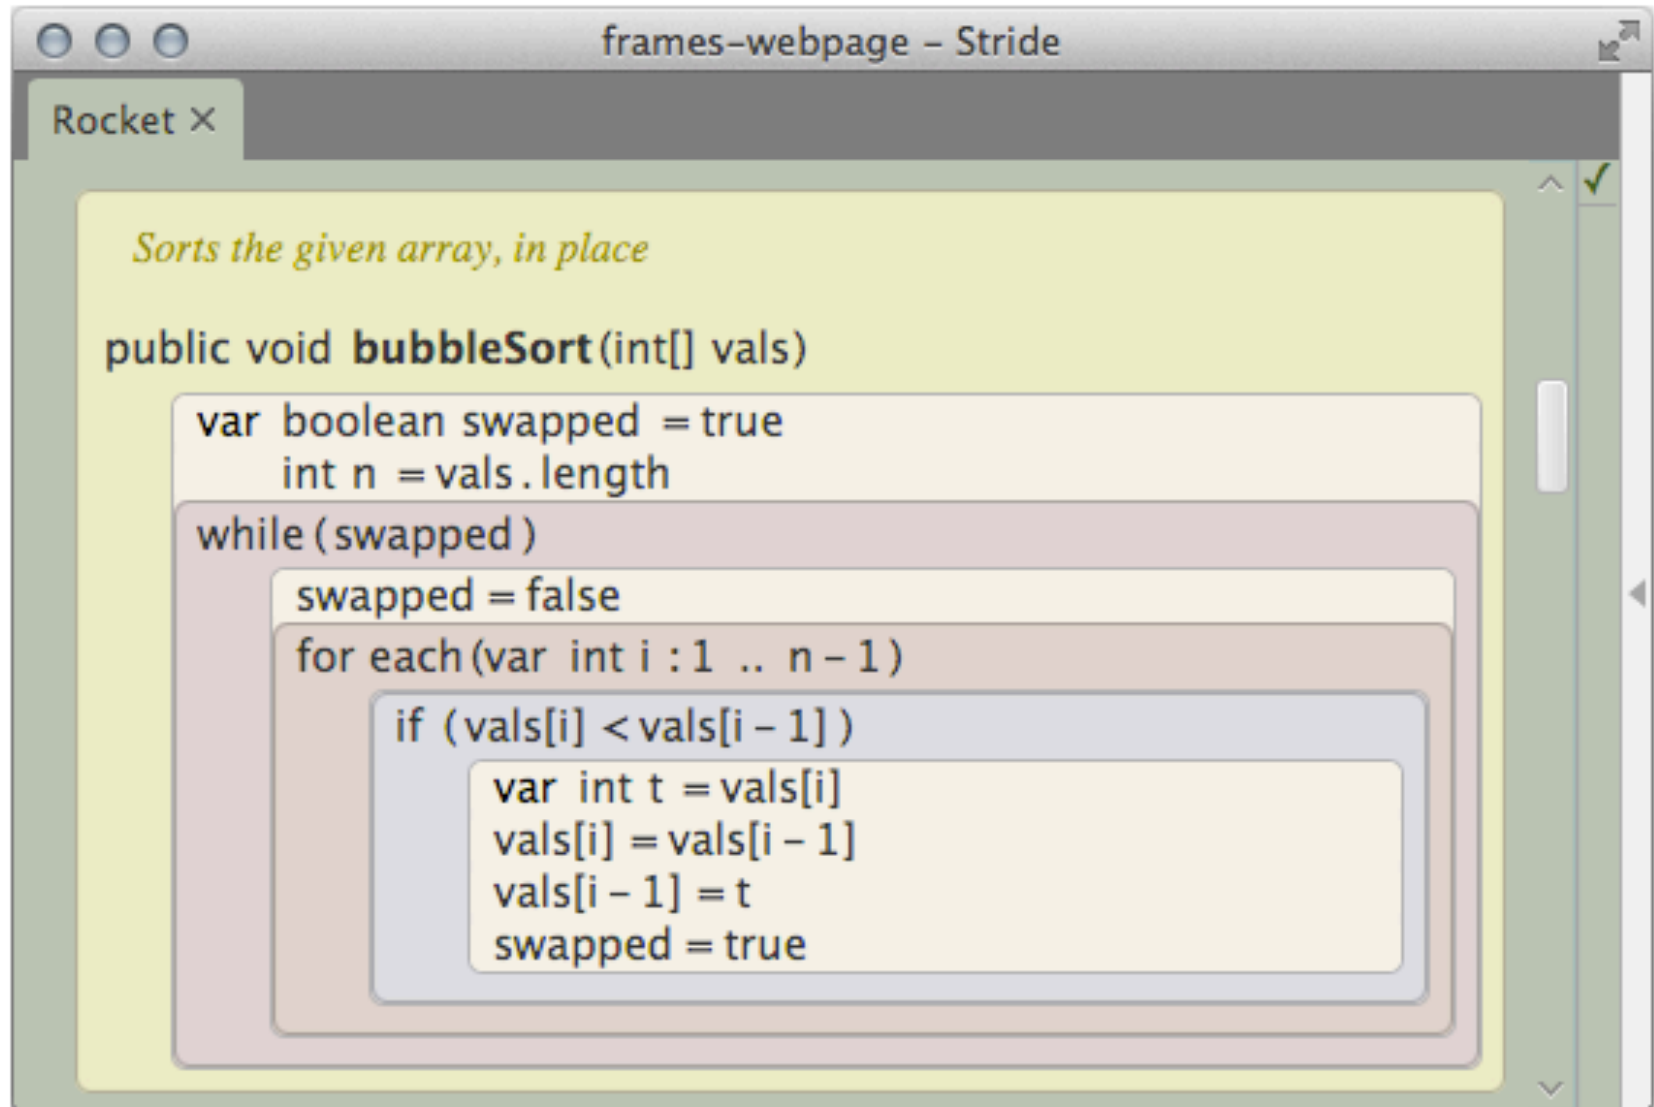 frames-webpage – Stride
Rocket ×
Sorts the given array, in place
public void bubbleSort(int[] vals)
var boolean swapped = true
int n = vals . length
while ( swapped )
swapped = false
for each (var int i : 1 .. n – 1 )
if ( vals[i] < vals[i – 1] )
var int t = vals[i]
vals[i] = vals[i – 1]
vals[i – 1] = t
swapped = true